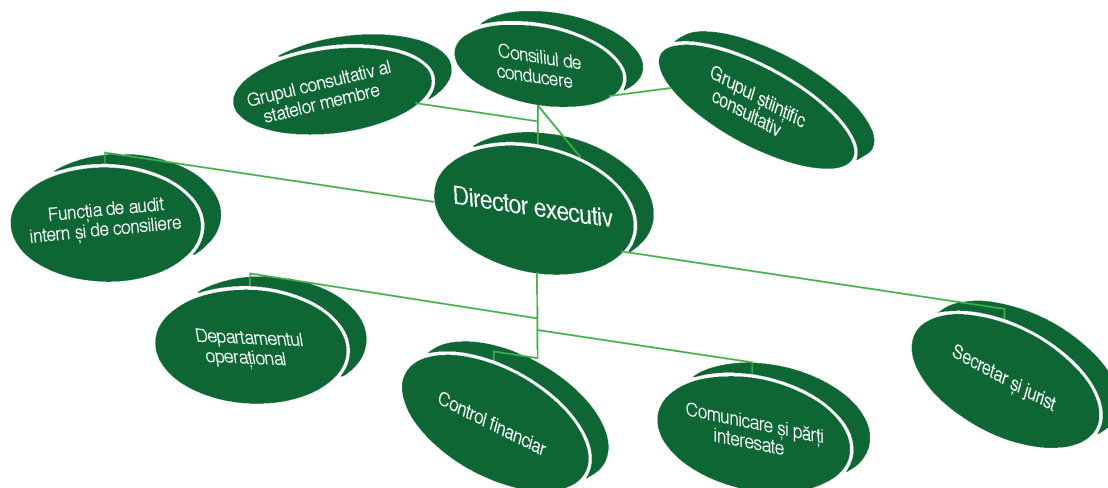 Grupul consultativ al
statelor membre
Consiliul de
conducere
Grupul științific
consultativ
Director executiv
Funcția de audit
intern și de consiliere
Departamentul
operațional
Control financiar
Comunicare și părți
interesate
Secretar și jurist